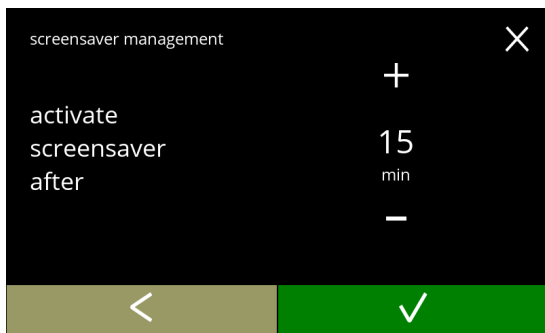 screensaver management
activate
screensaver
after
+
15
min
-